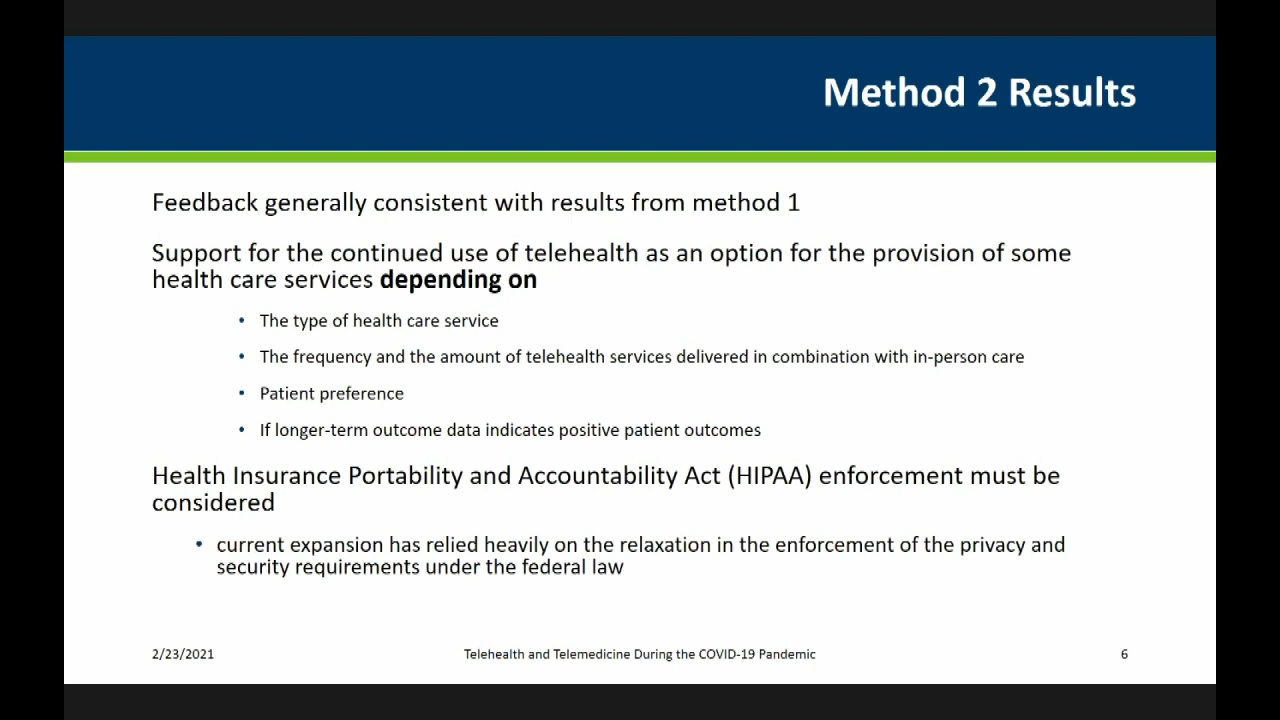 Method 2 Results
Feedback generally consistent with results from method 1
Support for the continued use of telehealth as an option for the provision of some
health care services depending on
• The type of health care service
• The frequency and the amount of telehealth services delivered in combination with in-person care
• Patient preference
• If longer-term outcome data indicates positive patient outcomes
Health Insurance Portability and Accountability Act (HIPAA) enforcement must be
considered
• current expansion has relied heavily on the relaxation in the enforcement of the privacy and
security requirements under the federal law
2/23/2021 Telehealth and Telemedicine During the COVID-19 Pandemic 6